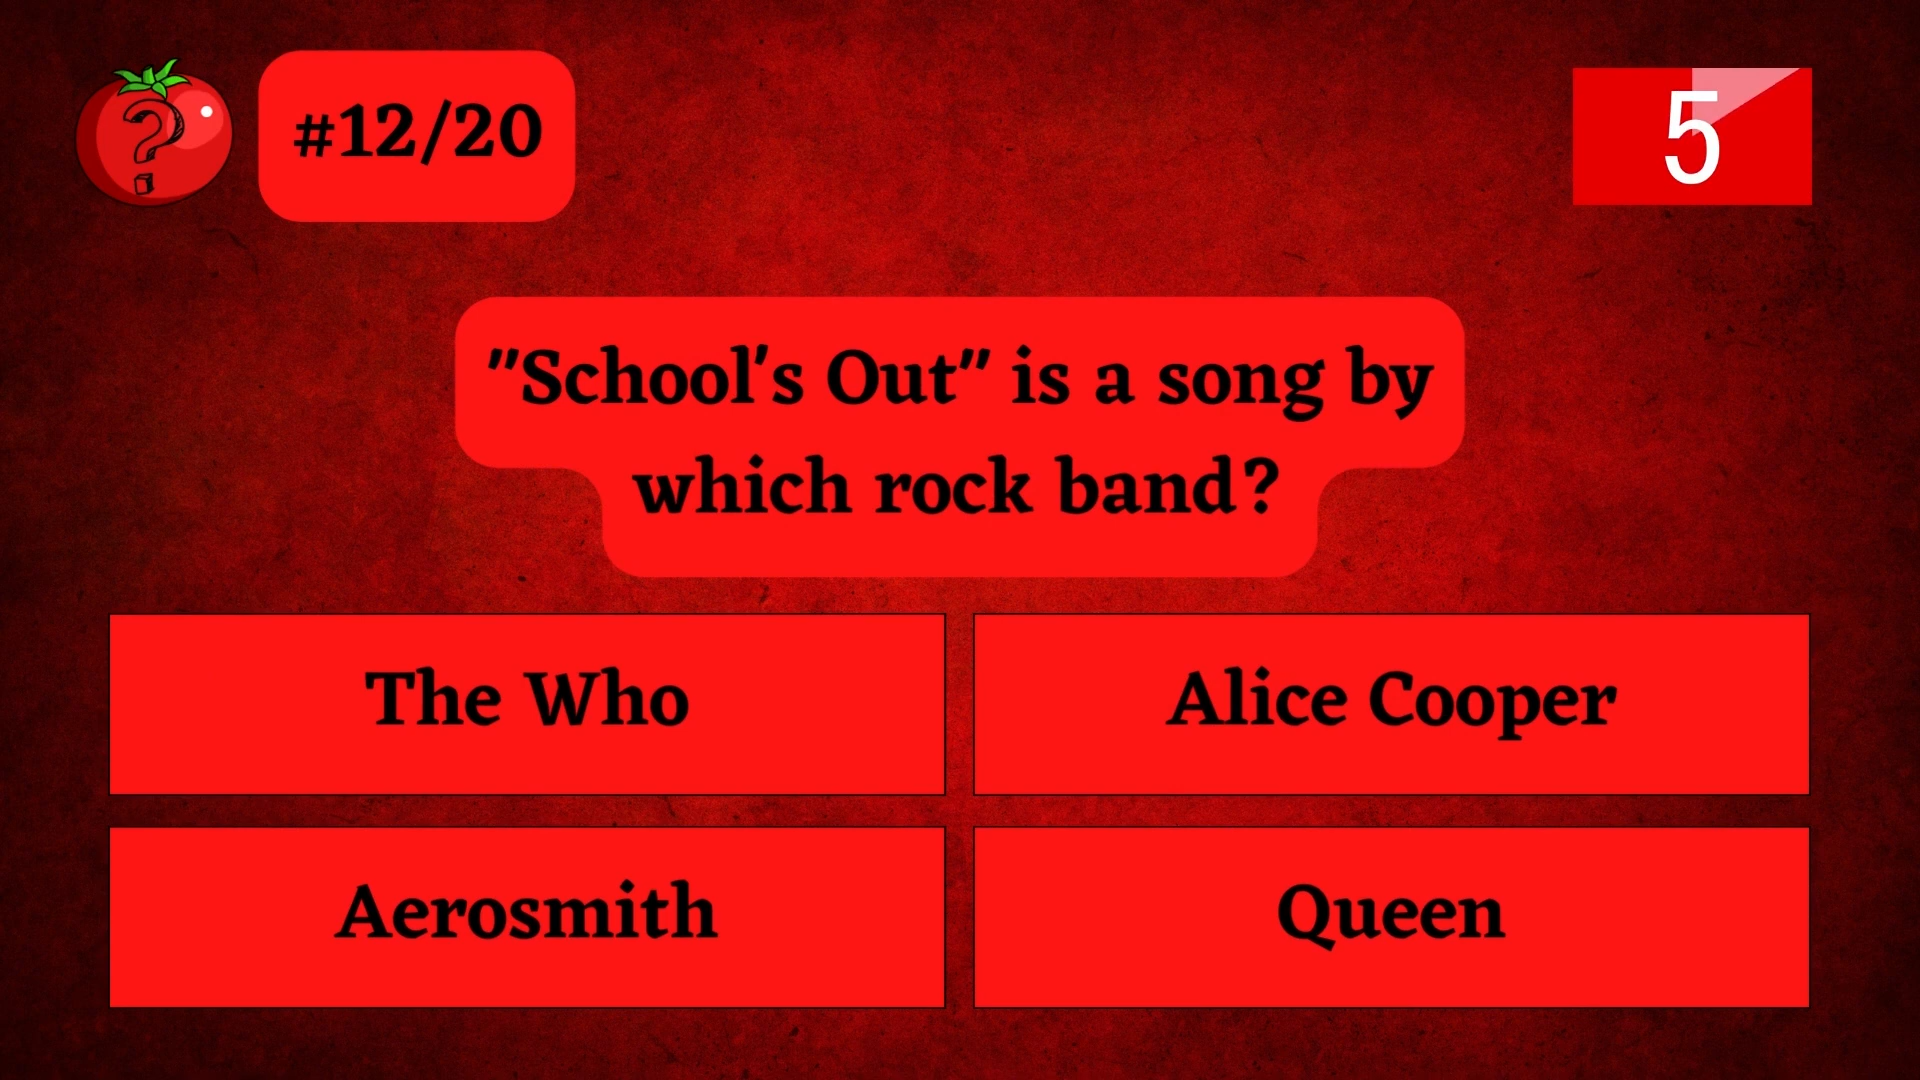 ?
#12/20
5
"School's Out" is a song by
which rock band?
The Who
Alice Cooper
Aerosmith
Queen